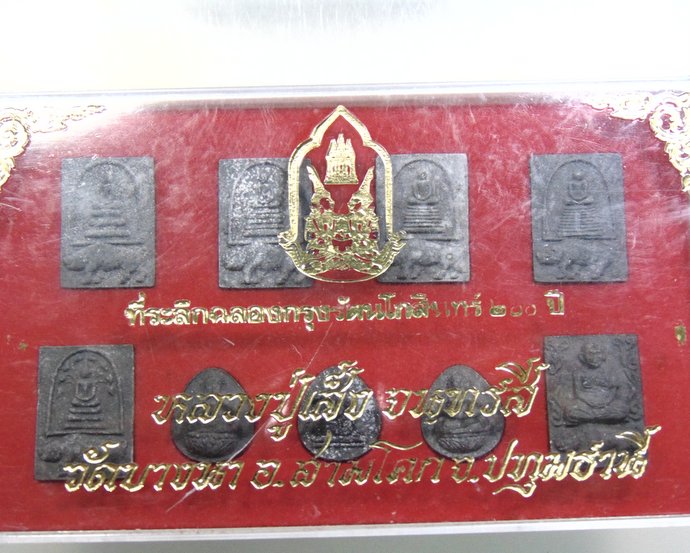 ที่ระลึกฉลองกรุงรัตนโกสินทร์ ๒๐๐ ปี
หลวงปู่เส็ง จนฺทรํสี
วัดบางนา อ.สามโคก จ.ปทุมธานี